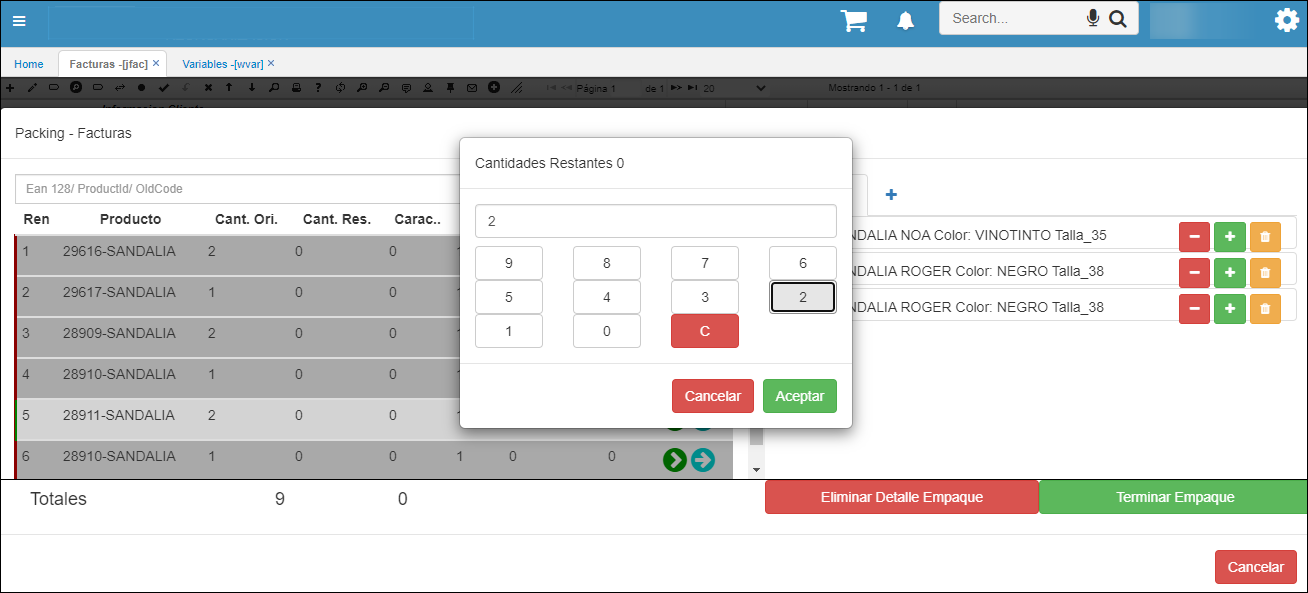 Search...
Home
Facturas -[jfac] ×
Variables -[wvar] ×
Página 1 de 1 20 Mostrando 1 - 1 de 1
Informacion Cliente
Packing - Facturas
Ean 128/ ProductId/ OldCode
Ren Producto Cant. Ori. Cant. Res. Carac..
1 29616-SANDALIA 2 0 0
2 29617-SANDALIA 1 0 0
3 28909-SANDALIA 2 0 0
4 28910-SANDALIA 1 0 0
5 28911-SANDALIA 2 0 0
6 28910-SANDALIA 1 0 0 1 0 0
Totales 9 0
Cantidades Restantes 0
2
9 8 7 6
5 4 3 2
1 0 C
Cancelar Aceptar
NDALIA NOA Color: VINOTINTO Talla_35
NDALIA ROGER Color: NEGRO Talla_38
NDALIA ROGER Color: NEGRO Talla_38
Eliminar Detalle Empaque Terminar Empaque
Cancelar